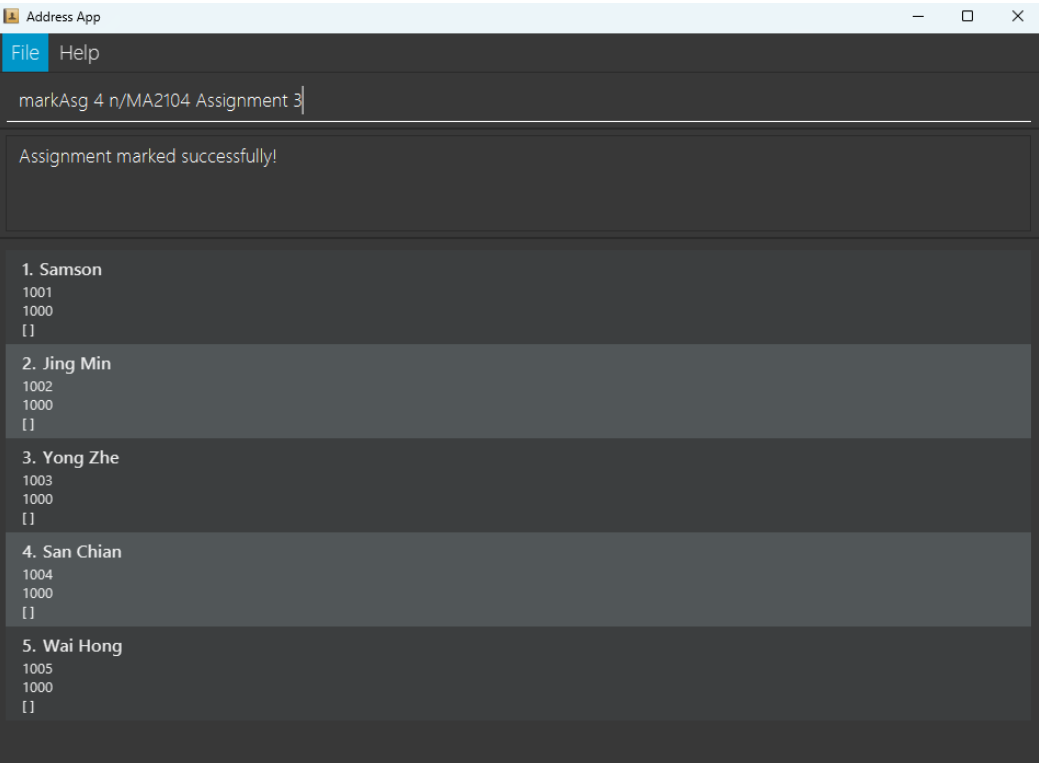 Address App
File Help
markAsg 4 n/MA2104 Assignment 3
Assignment marked successfully!
1. Samson
1001
1000
[]
2. Jing Min
1002
1000
[]
3. Yong Zhe
1003
1000
[]
4. San Chian
1004
1000
[]
5. Wai Hong
1005
1000
[]